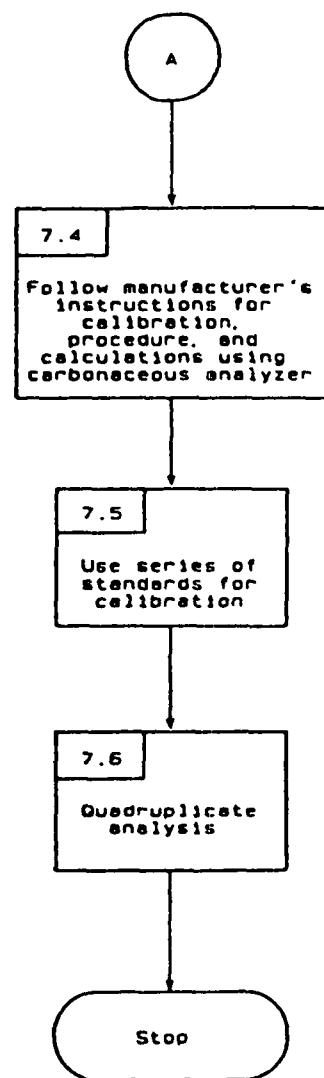 A
7.4
Follow manufacturer's
instructions for
calibration,
procedure, and
calculations using
carbonaceous analyzer
7.5
Use series of
standards for
calibration
7.6
Quadruplicate
analysis
Stop